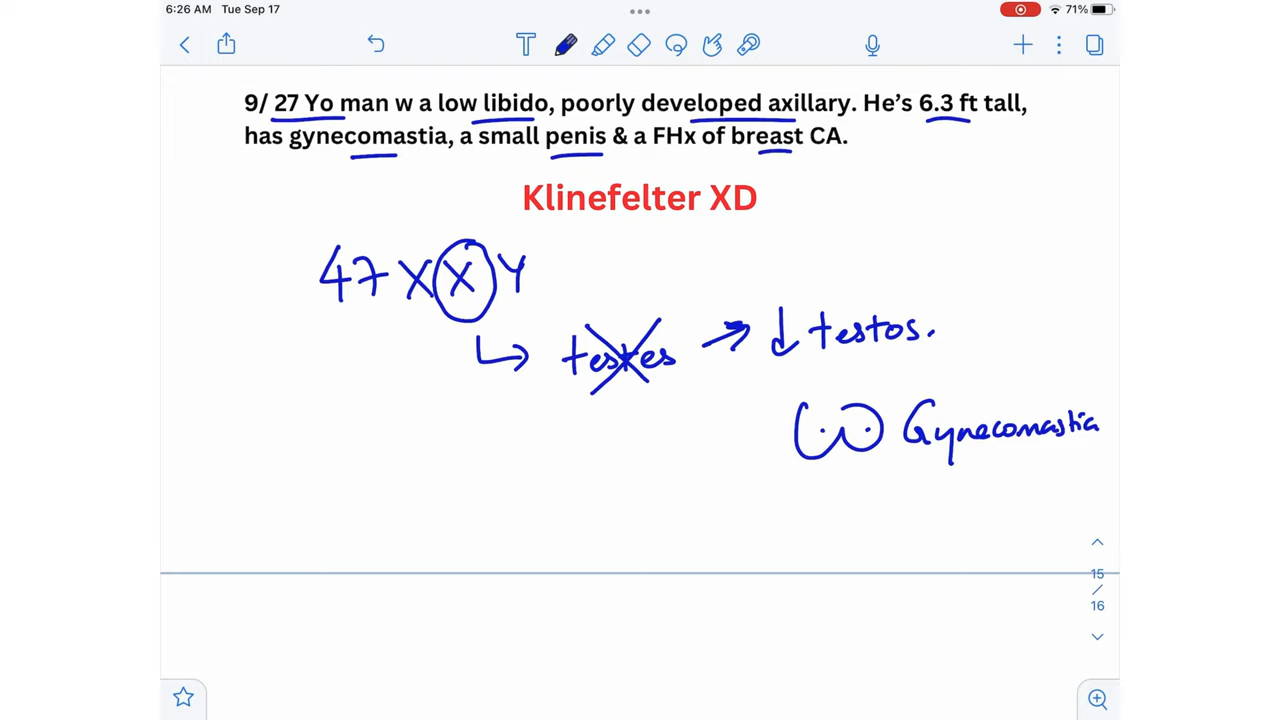 6:26 AM Tue Sep 17
71%
T
9/ 27 Yo man w a low libido, poorly developed axillary. He's 6.3 ft tall,
has gynecomastia, a small penis & a FHx of breast CA.
Klinefelter XD
47 XXY
testes → ↓ testos.
Gynecomastia
15
/
16